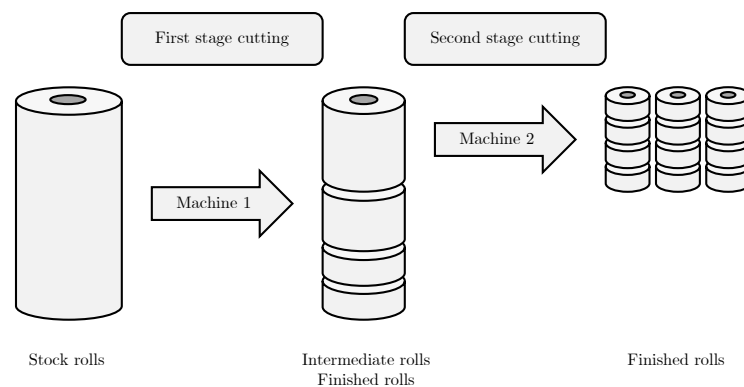 First stage cutting
Second stage cutting
Machine 1
Machine 2
Stock rolls
Intermediate rolls
Finished rolls
Finished rolls